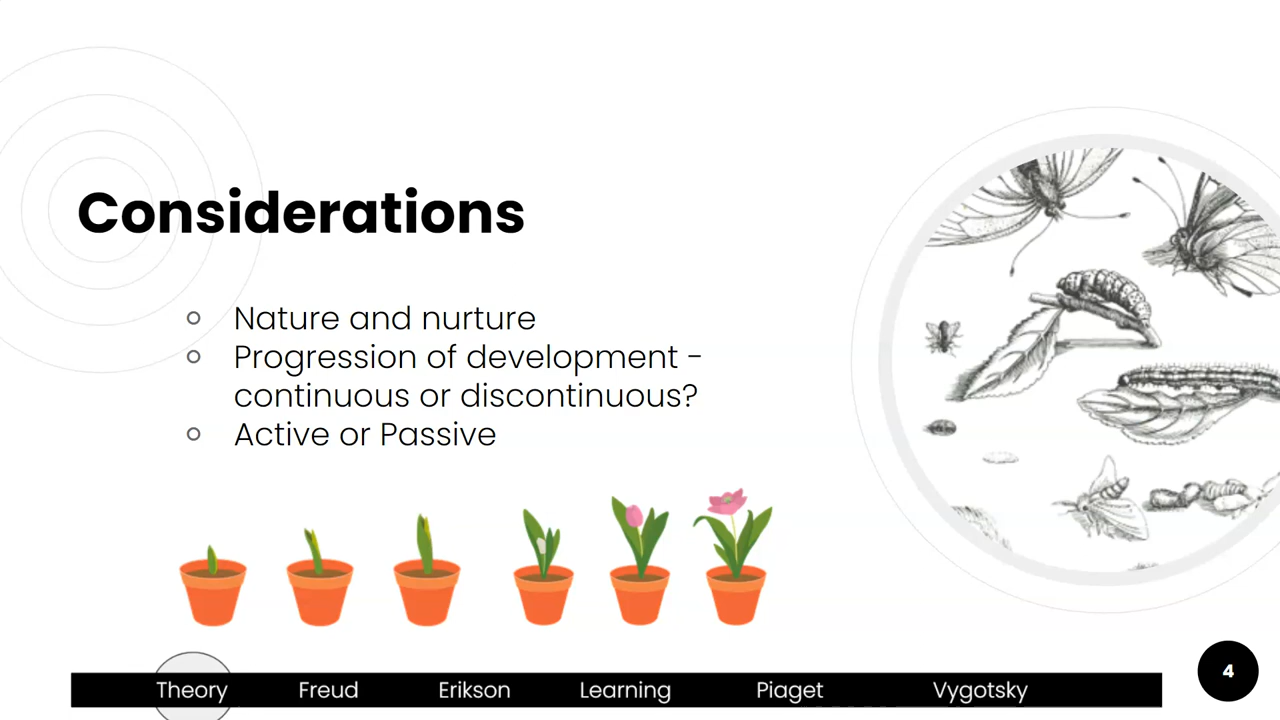 Considerations
Nature and nurture
Progression of development -
continuous or discontinuous?
Active or Passive
Theory Freud Erikson Learning Piaget Vygotsky
4